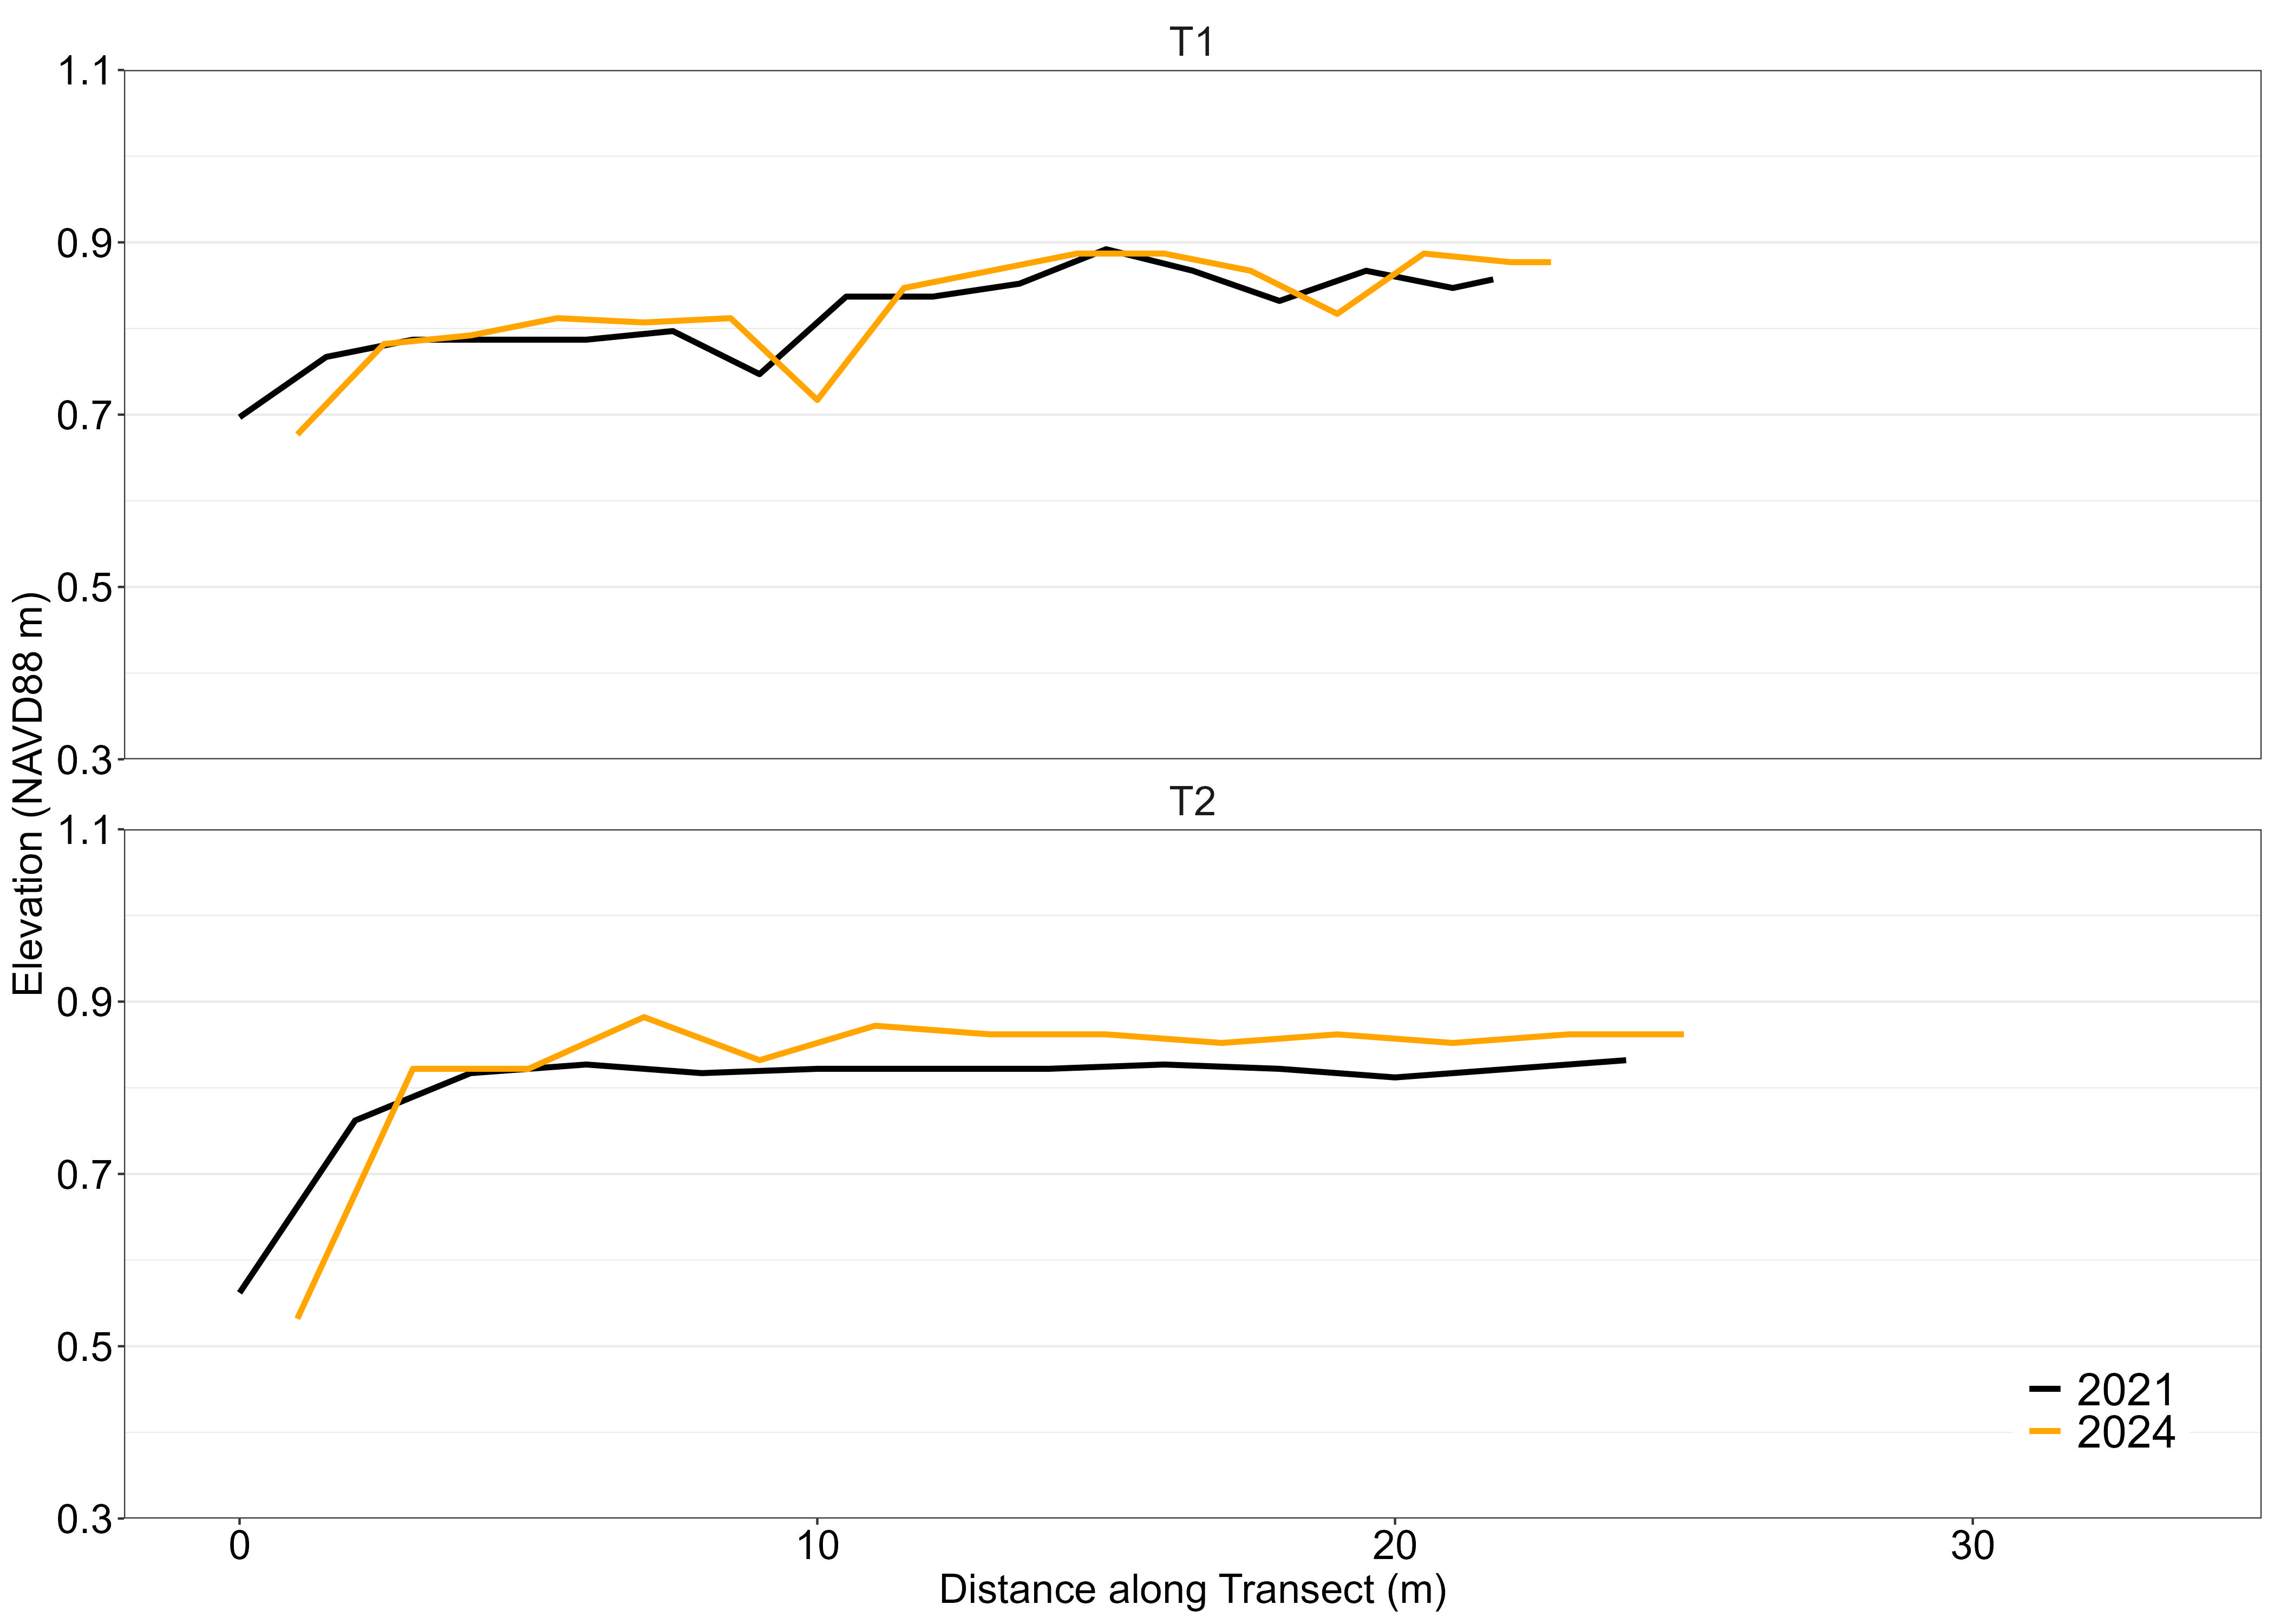 T1
1.1
0.9
0.7
0.5
0.3
Elevation (NAVD88 m)
T2
1.1
0.9
0.7
0.5
0.3
2021
2024
0 10 20 30
Distance along Transect (m)